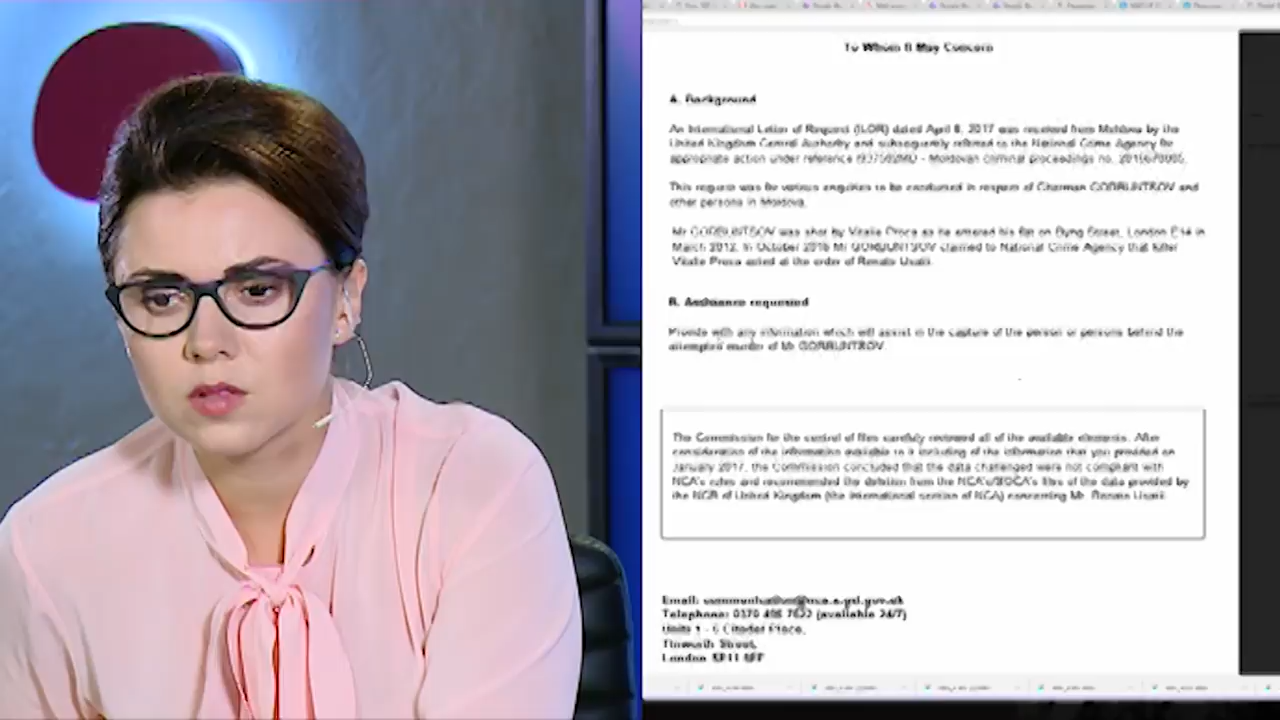 To Whom It May Concern
A. Background
An International Letter of Request (ILOR) dated April 8, 2017 was received from Moldova by the
United Kingdom Central Authority and subsequently referred to the National Crime Agency for
appropriate action under reference - Moldovan criminal proceedings no.
This request was for various enquiries to be conducted in respect of GORBUNTSOV and
other persons in Moldova.
Mr GORBUNTSOV was shot by Vitalie Proca as he entered his flat on Byng Street, London E14 in
March 2012. In October 2016 Mr GORBUNTSOV claimed to National Crime Agency that killer
Vitalie Proca acted at the order of Renato Usatii.
B. Assistance requested
Provide with any information which will assist in the capture of the person or persons behind the
attempted murder of Mr GORBUNTSOV.
The Commission for the control of files carefully reviewed all of the available elements. After
consideration of the information available to it including of the information that you provided on
January 2017, the Commission concluded that the data challenged were not compliant with
NCA's rules and recommended the deletion from the files of the data provided by
the NCB of United Kingdom (the international section of NCA) concerning Mr. Renato Usatii.
Email:
Telephone: 0370 496 7622 (available 24/7)
Units 1 - 6 Citadel Place,
Tinworth Street,
London SE11